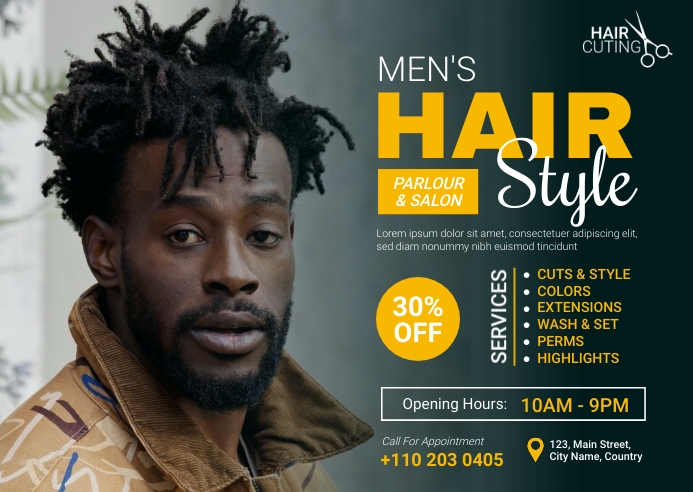 HAIR
CUTING
MEN'S
HAIR
Style
PARLOUR
& SALON
Lorem ipsum dolor sit amet, consectetuer adipiscing elit,
sed diam nonummy nibh euismod tincidunt
30%
OFF
SERVICES
CUTS & STYLE
COLORS
EXTENSIONS
WASH & SET
PERMS
HIGHLIGHTS
Opening Hours: 10AM - 9PM
Call For Appointment
+110 203 0405
123, Main Street,
City Name, Country